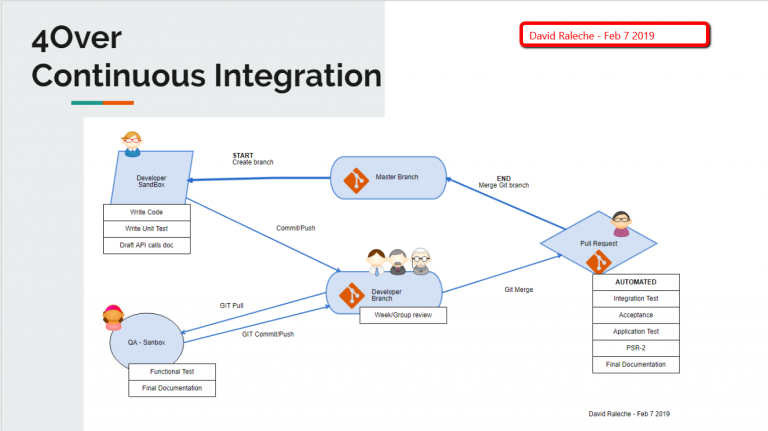 4Over
Continuous Integration
David Raleche - Feb 7 2019
START
Create branch
Developer
SandBox
Master Branch
END
Merge Git branch
Write Code
Write Unit Test
Draft API calls doc
Commit/Push
Pull Request
Developer
Branch
Git Merge
AUTOMATED
Integration Test
Acceptance
Application Test
PSR-2
Final Documentation
GIT Pull
Week/Group review
GIT Commit/Push
QA - Sanbox
Functional Test
Final Documentation
David Raleche - Feb 7 2019